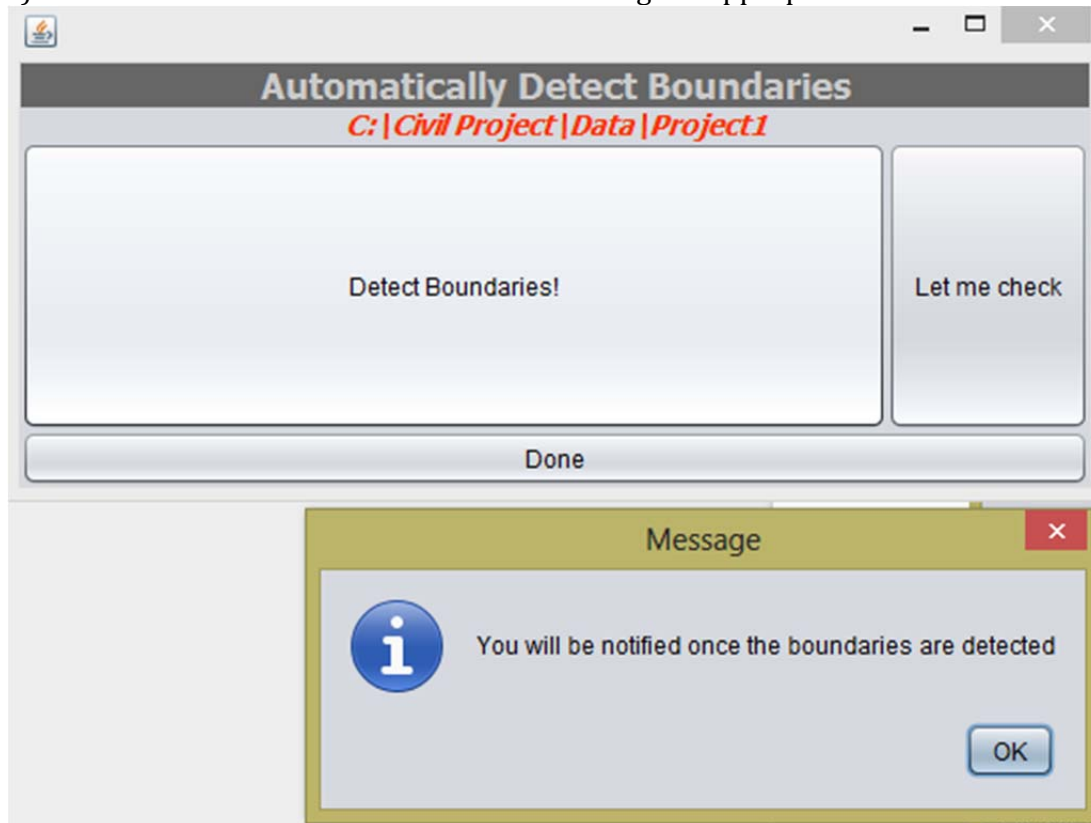 Automatically Detect Boundaries
C:|Civil Project|Data|Project1
Detect Boundaries!
Let me check
Done
Message
You will be notified once the boundaries are detected
OK